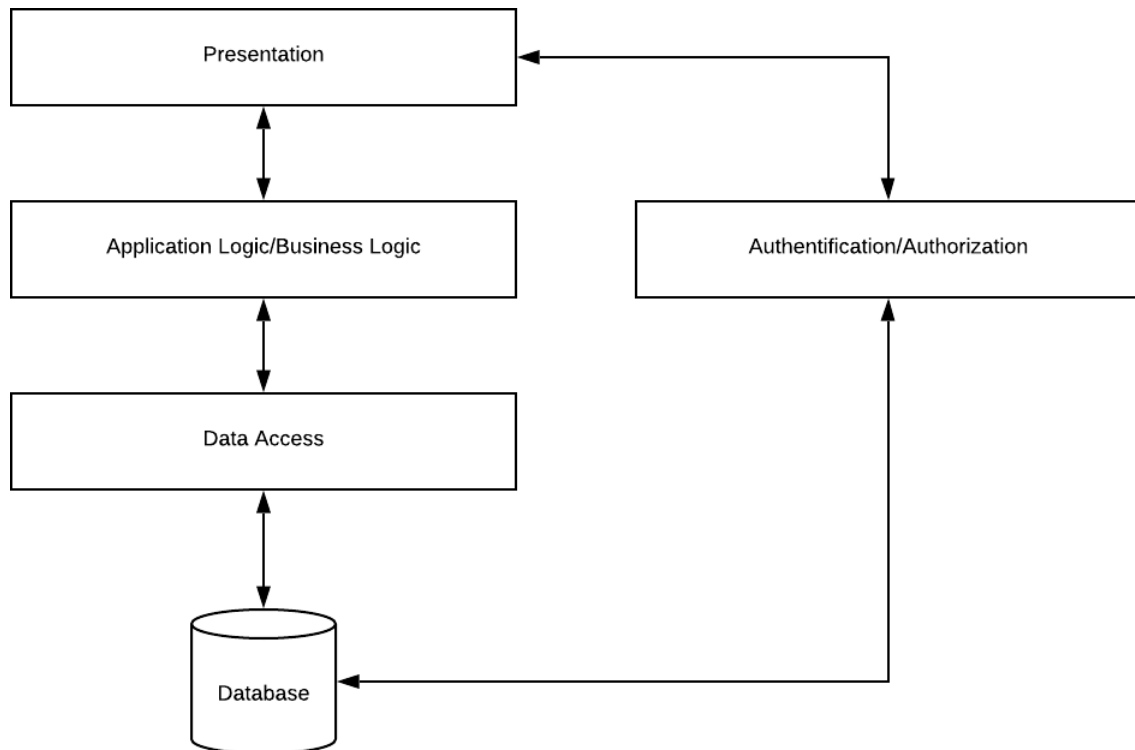 Presentation
Application Logic/Business Logic
Authentification/Authorization
Data Access
Database